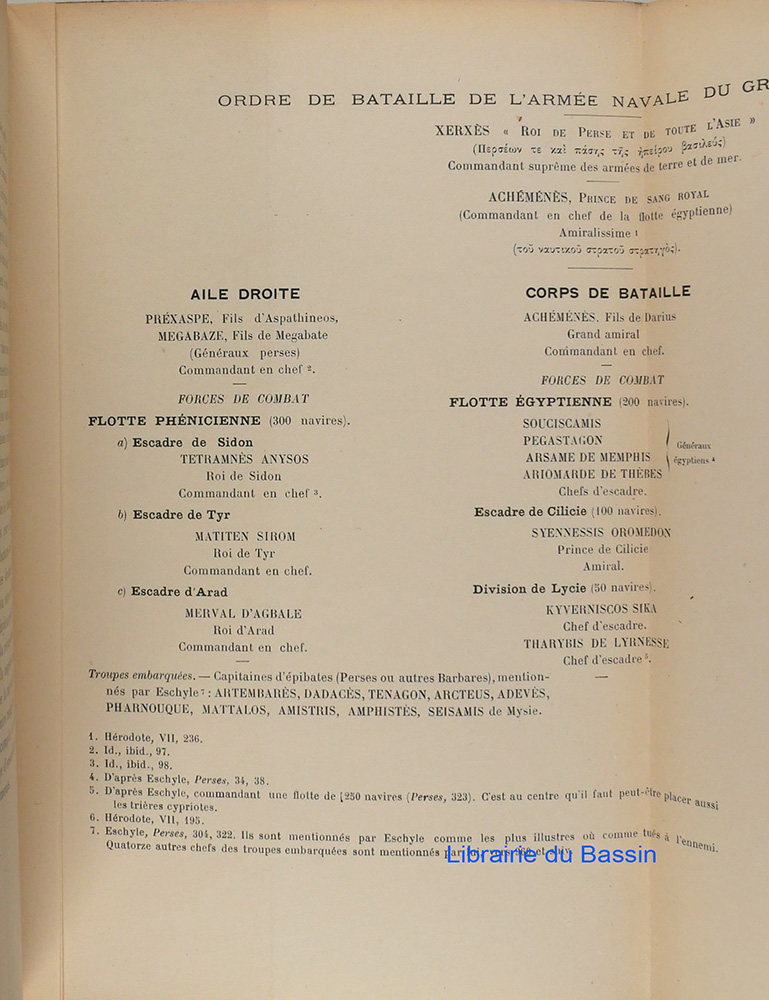 ORDRE DE BATAILLE DE L'ARMÉE NAVALE DU GR
XERXÈS « ROI DE PERSE ET DE TOUTE L'ASIE »
(Περσέων τε καὶ πάσης τῆς ἠπείρου βασιλεύς)
Commandant suprême des armées de terre et de mer.
ACHÉMÉNÈS, PRINCE DE SANG ROYAL
(Commandant en chef de la flotte égyptienne)
Amiralissime 1
(τοῦ ναυτικοῦ στρατοῦ στρατηγός).
AILE DROITE
PRÉXASPE, Fils d'Aspathineos,
MEGABAZE, Fils de Megabate
(Généraux perses)
Commandant en chef 2.
FORCES DE COMBAT
FLOTTE PHÉNICIENNE (300 navires).
a) Escadre de Sidon
TETRAMNÈS ANYSOS
Roi de Sidon
Commandant en chef 3.
b) Escadre de Tyr
MATITEN SIROM
Roi de Tyr
Commandant en chef.
c) Escadre d'Arad
MERVAL D'AGBALE
Roi d'Arad
Commandant en chef.
CORPS DE BATAILLE
ACHÉMÉNÈS. Fils de Darius
Grand amiral
Commandant en chef.
FORCES DE COMBAT
FLOTTE ÉGYPTIENNE (200 navires).
SOUCISCAMIS
PEGASTAGON
ARSAME DE MEMPHIS
ARIOMARDE DE THÈBES
Généraux
égyptiens 4
Chefs d'escadre.
Escadre de Cilicie (100 navires).
SYENNESSIS OROMEDON
Prince de Cilicie
Amiral.
Division de Lycie (50 navires).
KYVERNISCOS SIKA
Chef d'escadre.
THARYBIS DE LYRNESSE
Chef d'escadre 5.
Troupes embarquées. — Capitaines d'épibates (Perses ou autres Barbares), mention-
nés par Eschyle 7 : ARTEMBARÈS, DADACÈS, TENAGON, ARCTEUS, ADEVÈS,
PHARNOUQUE, MATTALOS, AMISTRIS, AMPHISTÈS, SEISAMIS de Mysie.
1. Hérodote, VII, 236.
2. Id., ibid., 97.
3. Id., ibid., 98.
4. D'après Eschyle, Perses, 34, 38.
5. D'après Eschyle, commandant une flotte de 250 navires (Perses, 323). C'est au centre qu'il faut peut-être placer aussi
les trières cypriotes.
6. Hérodote, VII, 195.
7. Eschyle, Perses, 304, 322. Ils sont mentionnés par Eschyle comme les plus illustres où comme tués à l'ennemi.
Quatorze autres chefs des troupes embarquées sont mentionnés
Librairie du Bassin